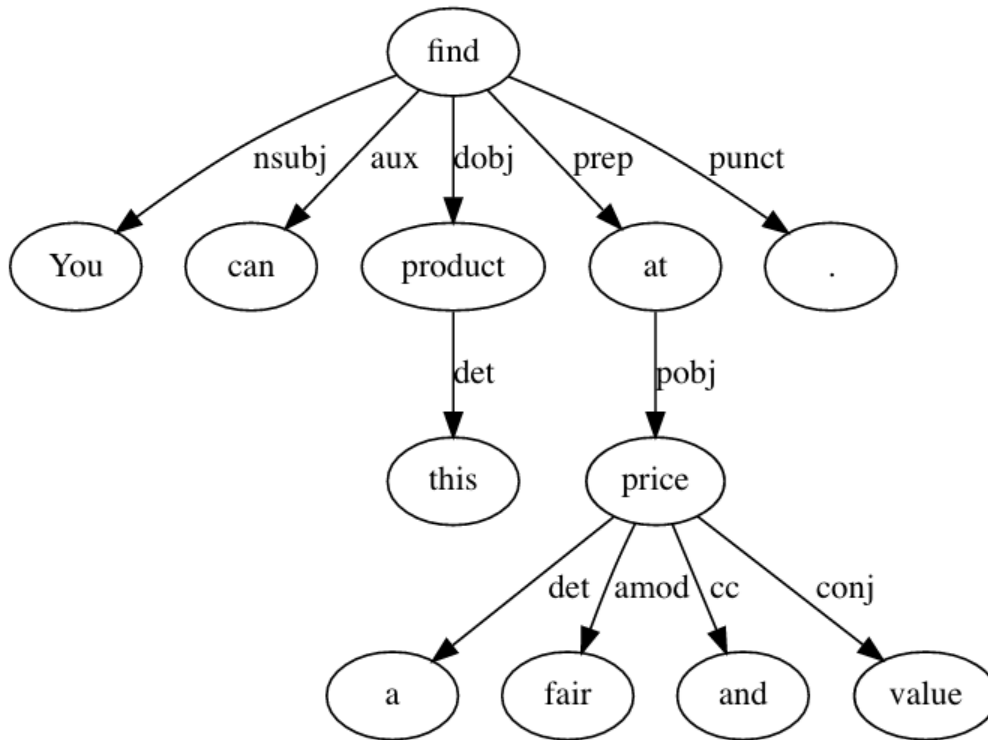 find
nsubj aux dobj prep punct
You can product at .
det pobj
this price
det amod cc conj
a fair and value